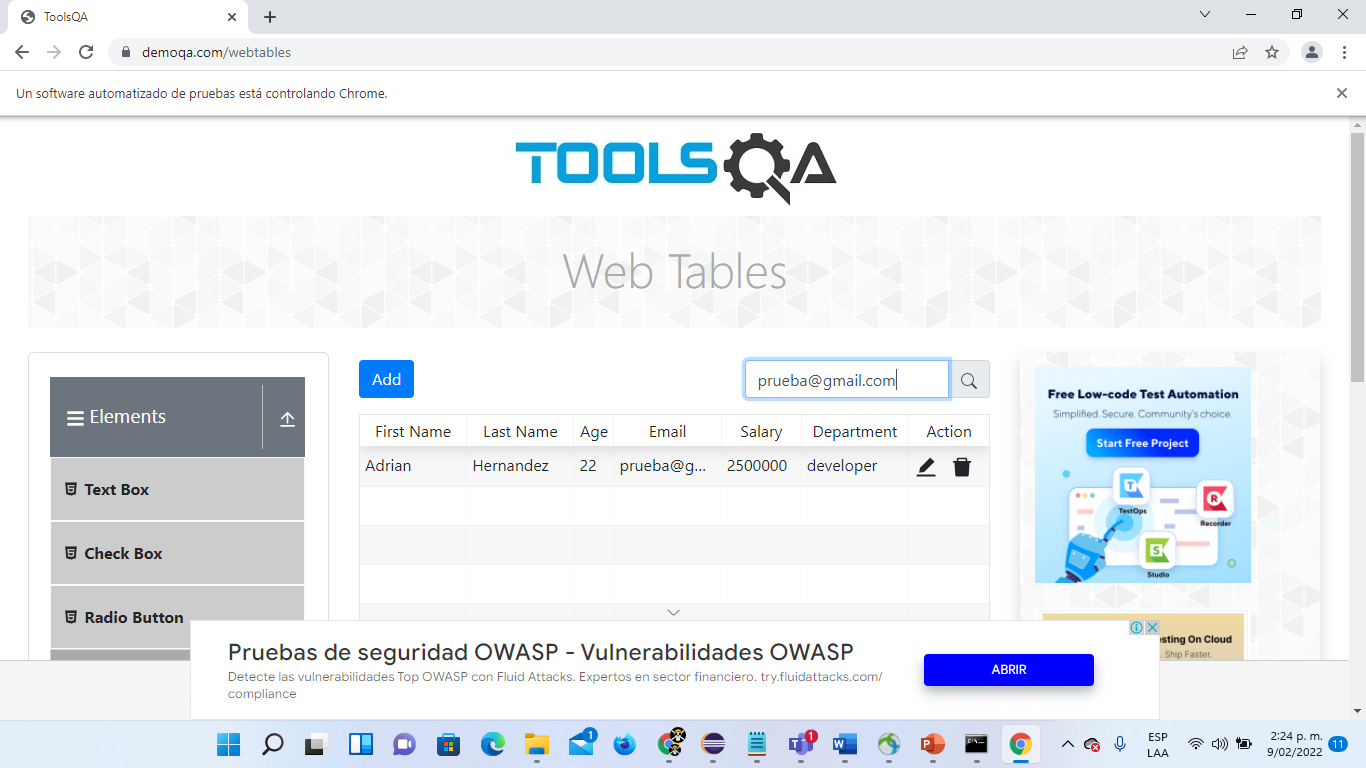 ToolsQA
demoqa.com/webtables
Un software automatizado de pruebas está controlando Chrome.
TOOLSQA
Web Tables
Elements
Text Box
Check Box
Radio Button
Add
prueba@gmail.com
First Name Last Name Age Email Salary Department Action
Adrian Hernandez 22 prueba@g... 2500000 developer
Free Low-code Test Automation
Simplified. Secure. Community's choice.
Start Free Project
TestOps
Recorder
Studio
esting On Cloud
. Ship Faster.
Pruebas de seguridad OWASP - Vulnerabilidades OWASP
Detecte las vulnerabilidades Top OWASP con Fluid Attacks. Expertos en sector financiero. try.fluidattacks.com/
compliance
ABRIR
1
1
ESP
LAA
2:24 p. m.
9/02/2022
11